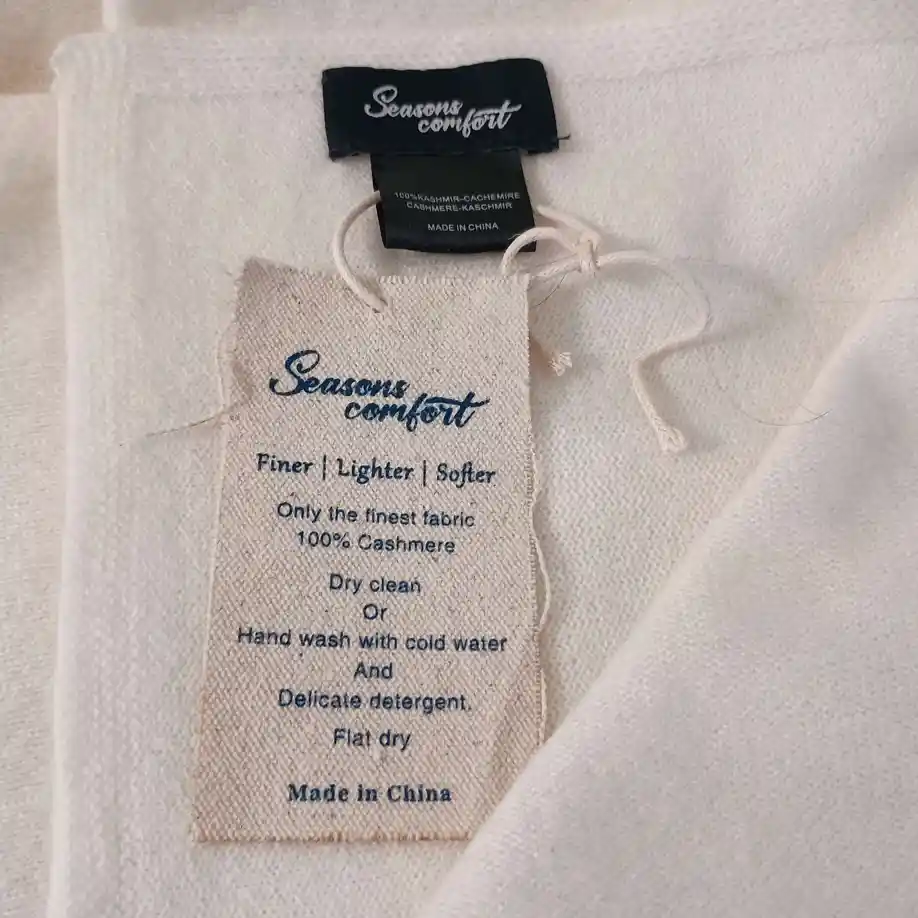 Seasons
comfort
100%KASHMIR-CACHEMIRE
CASHMERE-KASCHMIR
MADE IN CHINA
Seasons
comfort
Finer | Lighter | Softer
Only the finest fabric
100% Cashmere
Dry clean
Or
Hand wash with cold water
And
Delicate detergent.
Flat dry
Made in China